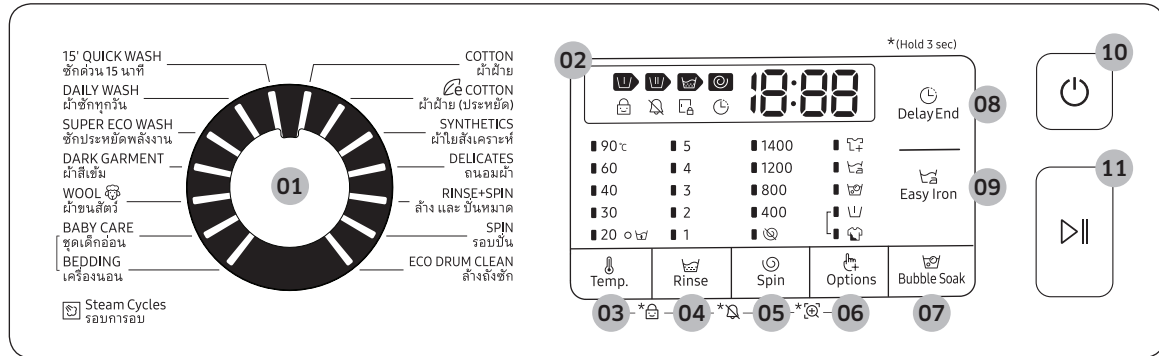 15' QUICK WASH
ซักด่วน 15 นาที
DAILY WASH
ผ้าซักทุกวัน
SUPER ECO WASH
ซักประหยัดพลังงาน
DARK GARMENT
ผ้าสีเข้ม
WOOL
ผ้าขนสัตว์
BABY CARE
ชุดเด็กอ่อน
BEDDING
เครื่องนอน
Steam Cycles
รอบการอบ
01
COTTON
ผ้าฝ้าย
e COTTON
ผ้าฝ้าย (ประหยัด)
SYNTHETICS
ผ้าใยสังเคราะห์
DELICATES
ถนอมผ้า
RINSE+SPIN
ล้าง และ ปั่นหมาด
SPIN
รอบปั่น
ECO DRUM CLEAN
ล้างถังซัก
*(Hold 3 sec)
02
18:88
90℃ 5 1400
60 4 1200
40 3 800
30 2 400
20 1
Temp. Rinse Spin Options Bubble Soak
03 * 04 * 05 * 06 07
Delay End 08
Easy Iron 09
10
11